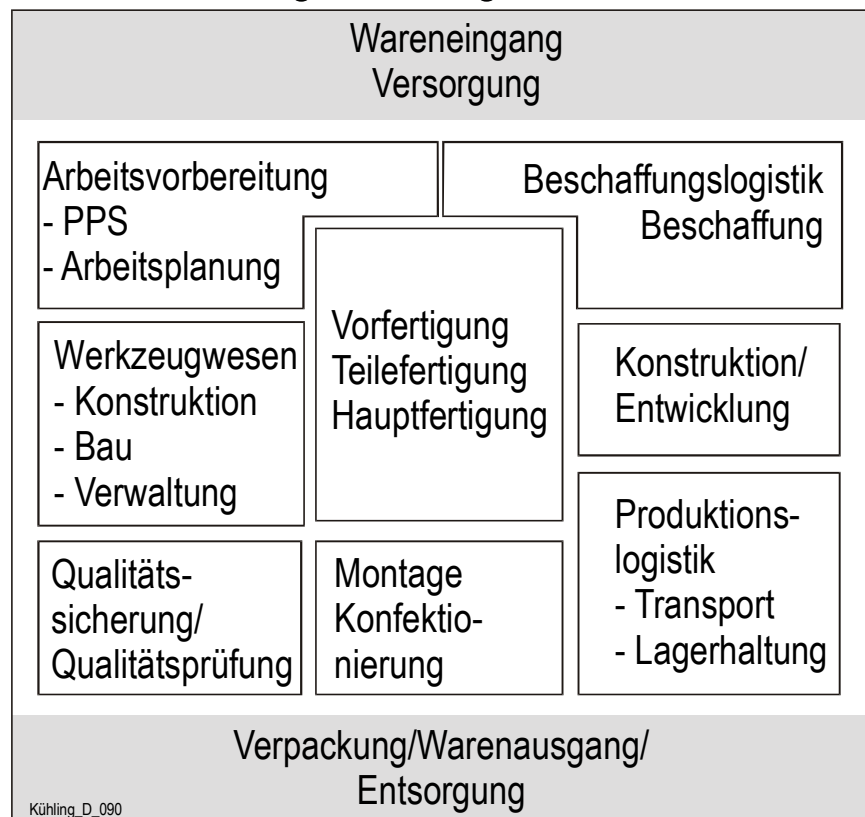 Wareneingang
Versorgung
Arbeitsvorbereitung
- PPS
- Arbeitsplanung
Beschaffungslogistik
Beschaffung
Werkzeugwesen
- Konstruktion
- Bau
- Verwaltung
Vorfertigung
Teilefertigung
Hauptfertigung
Konstruktion/
Entwicklung
Qualitäts-
sicherung/
Qualitätsprüfung
Montage
Konfektio-
nierung
Produktions-
logistik
- Transport
- Lagerhaltung
Verpackung/Warenausgang/
Entsorgung
Kühling_D_090